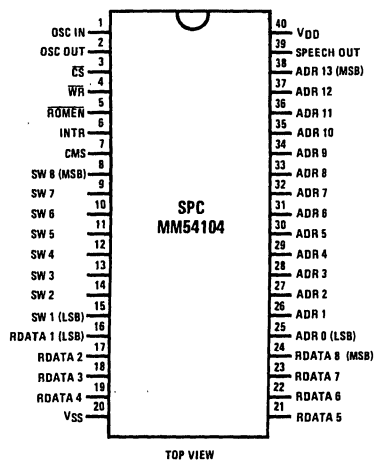 1 40
OSC IN VDD
2 39
OSC OUT SPEECH OUT
3 38
CS ADR 13 (MSB)
4 37
WR ADR 12
5 36
ROMEN ADR 11
6 35
INTR ADR 10
7 34
CMS ADR 9
8 33
SW 8 (MSB) ADR 8
9 32
SW 7 ADR 7
10 31
SW 6 ADR 6
11 30
SW 5 ADR 5
12 29
SW 4 ADR 4
13 28
SW 3 ADR 3
14 27
SW 2 ADR 2
15 26
SW 1 (LSB) ADR 1
16 25
RDATA 1 (LSB) ADR 0 (LSB)
17 24
RDATA 2 RDATA 8 (MSB)
18 23
RDATA 3 RDATA 7
19 22
RDATA 4 RDATA 6
20 21
VSS RDATA 5
SPC
MM54104
TOP VIEW